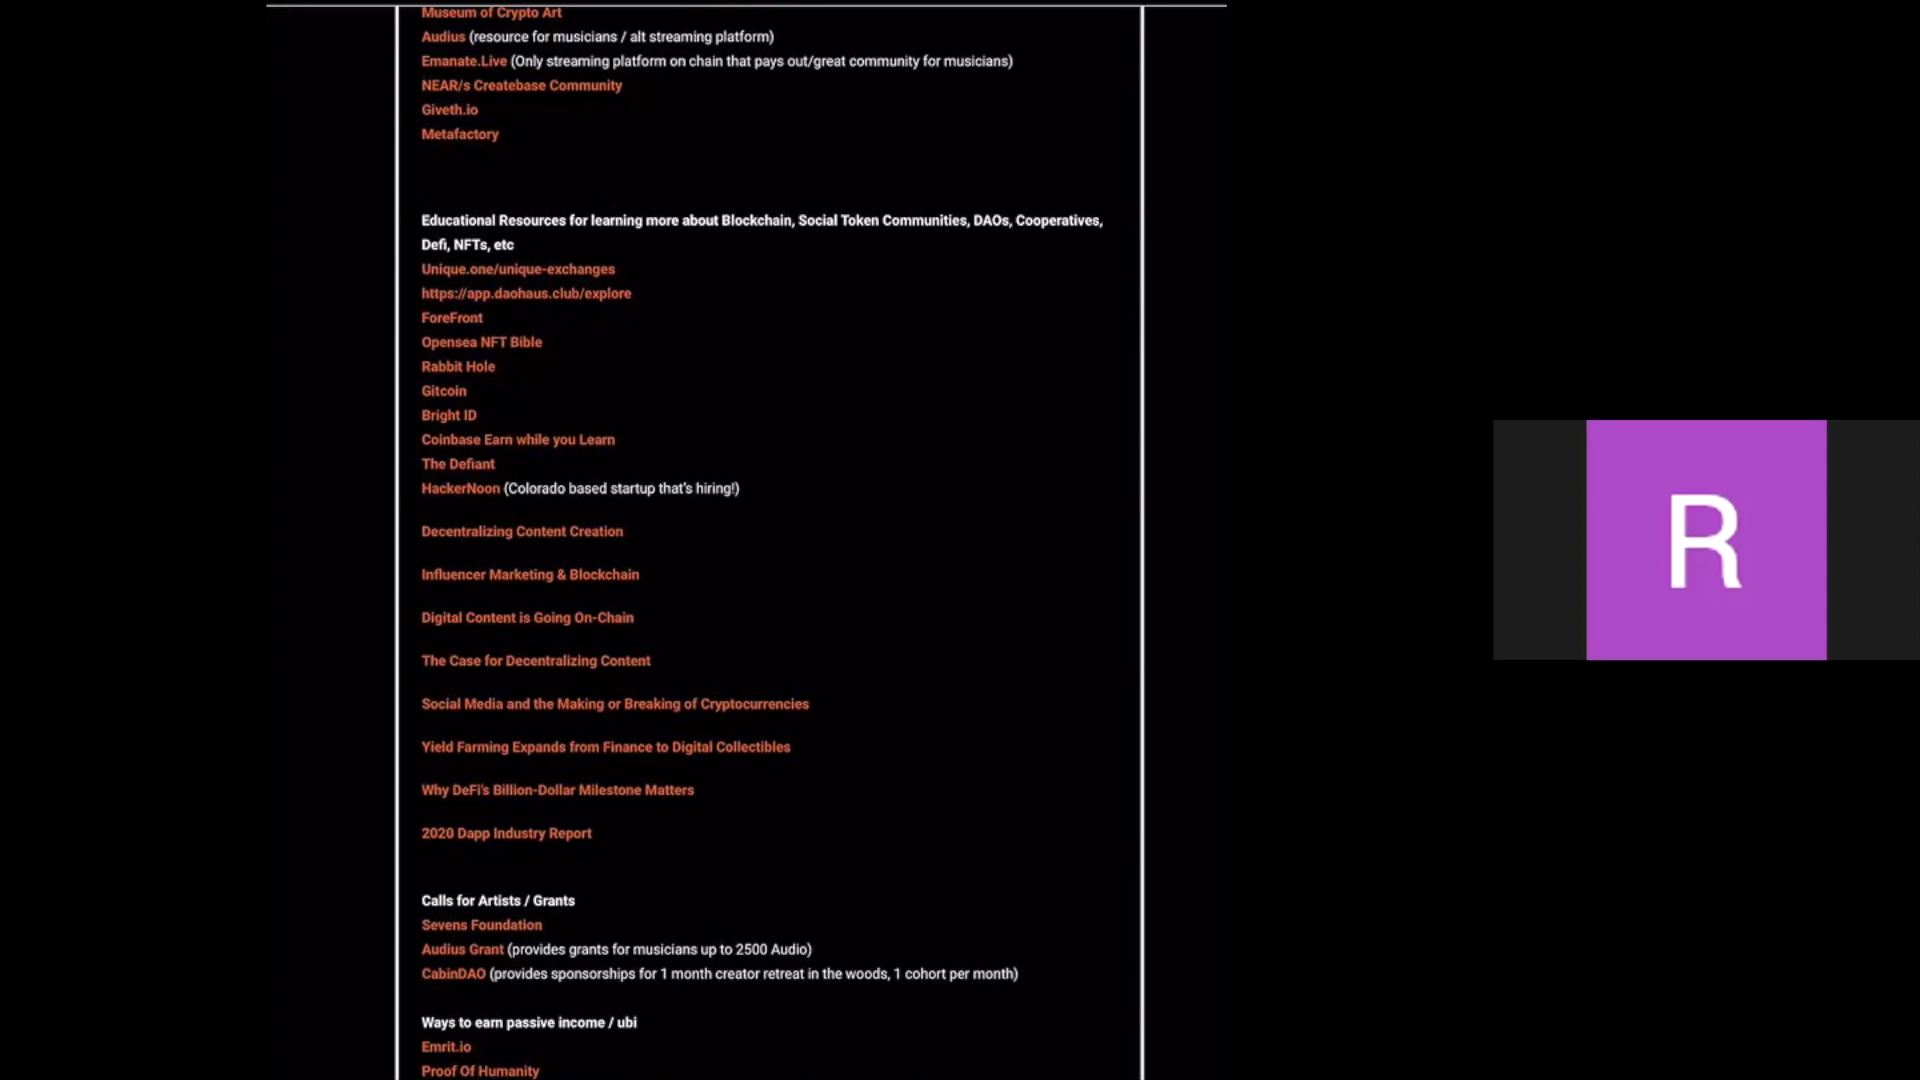 Museum of Crypto Art
Audius (resource for musicians / alt streaming platform)
Emanate.Live (Only streaming platform on chain that pays out/great community for musicians)
NEAR/s Createbase Community
Giveth.io
Metafactory
Educational Resources for learning more about Blockchain, Social Token Communities, DAOs, Cooperatives,
Defi, NFTs, etc
Unique.one/unique-exchanges
https://app.daohaus.club/explore
ForeFront
Opensea NFT Bible
Rabbit Hole
Gitcoin
Bright ID
Coinbase Earn while you Learn
The Defiant
HackerNoon (Colorado based startup that's hiring!)
Decentralizing Content Creation
Influencer Marketing & Blockchain
Digital Content is Going On-Chain
The Case for Decentralizing Content
Social Media and the Making or Breaking of Cryptocurrencies
Yield Farming Expands from Finance to Digital Collectibles
Why DeFi's Billion-Dollar Milestone Matters
2020 Dapp Industry Report
Calls for Artists / Grants
Sevens Foundation
Audius Grant (provides grants for musicians up to 2500 Audio)
CabinDAO (provides sponsorships for 1 month creator retreat in the woods, 1 cohort per month)
Ways to earn passive income / ubi
Emrit.io
Proof Of Humanity
R